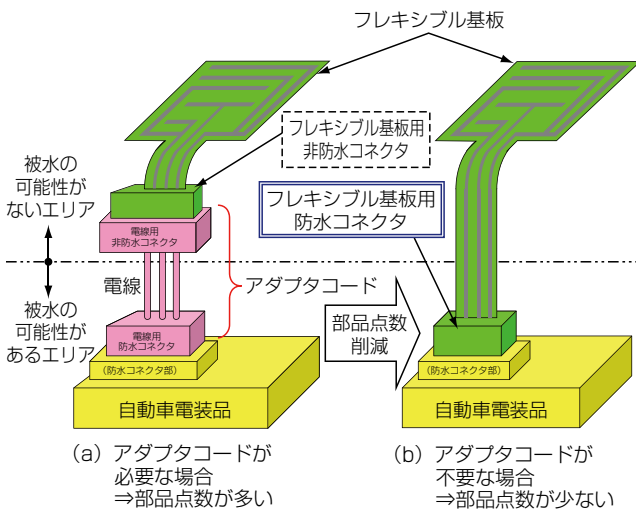 フレキシブル基板
フレキシブル基板用
非防水コネクタ
被水の
可能性が
ないエリア
フレキシブル基板用
防水コネクタ
電線用
非防水コネクタ
電線
アダプタコード
被水の
可能性が
あるエリア
部品点数
削減
電線用
防水コネクタ
(防水コネクタ部)
(防水コネクタ部)
自動車電装品
自動車電装品
(a) アダプタコードが
必要な場合
⇒部品点数が多い
(b) アダプタコードが
不要な場合
⇒部品点数が少ない